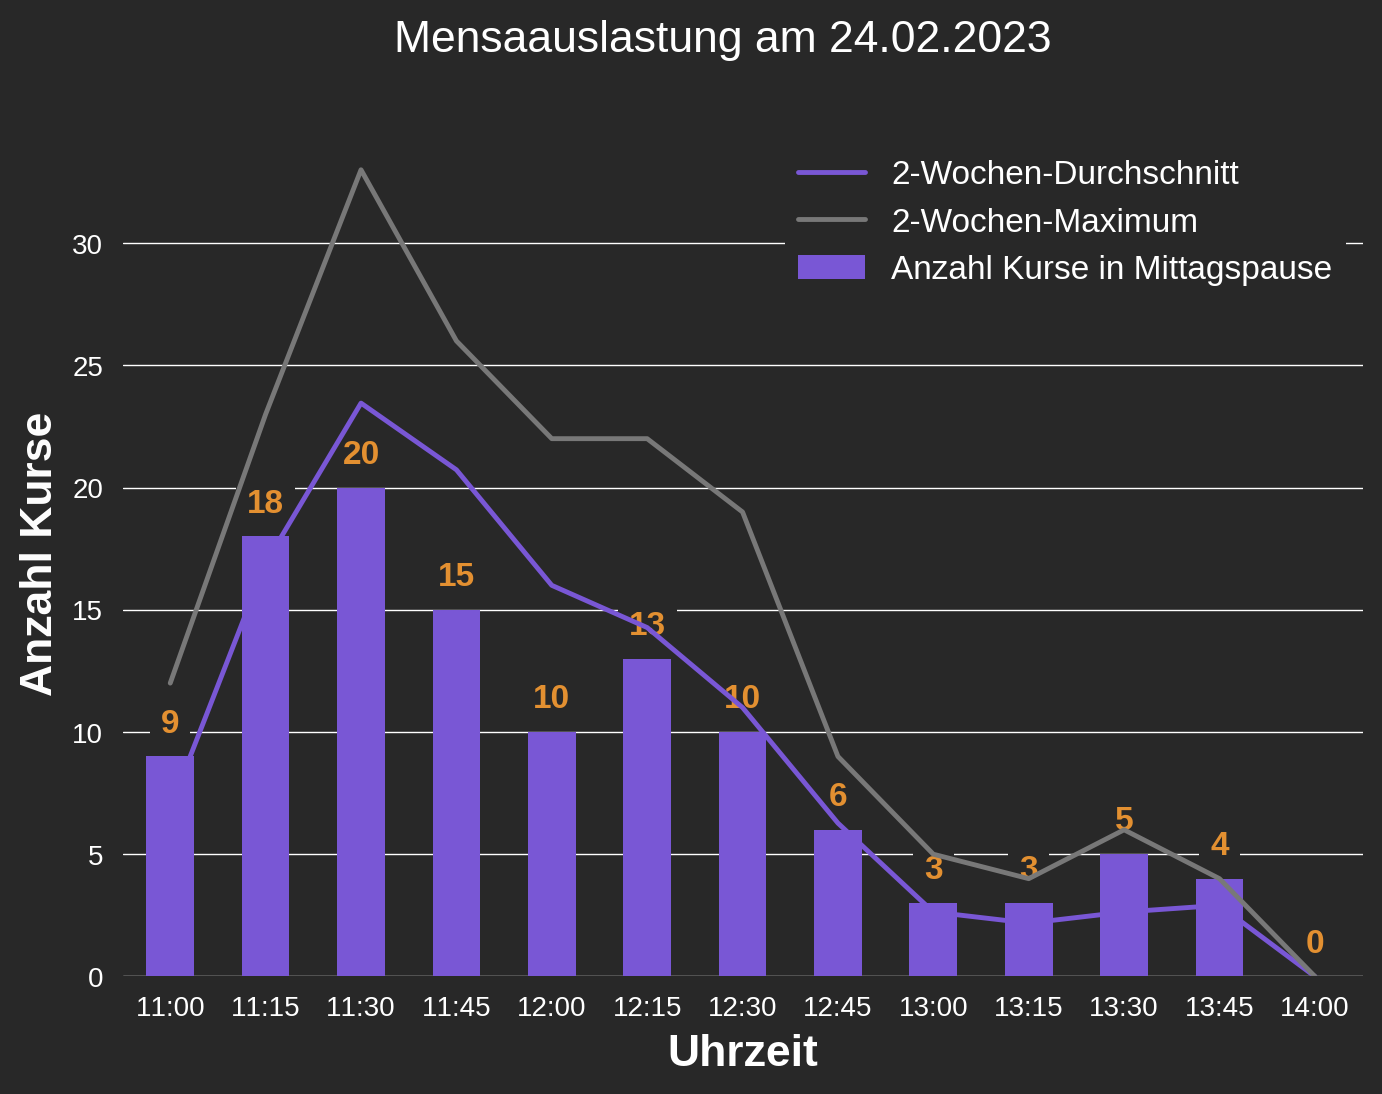 Mensaauslastung am 24.02.2023
2-Wochen-Durchschnitt
2-Wochen-Maximum
Anzahl Kurse in Mittagspause
Anzahl Kurse
30
25
20
15
10
5
0
9
18
20
15
10
13
10
6
3
3
5
4
0
11:00 11:15 11:30 11:45 12:00 12:15 12:30 12:45 13:00 13:15 13:30 13:45 14:00
Uhrzeit